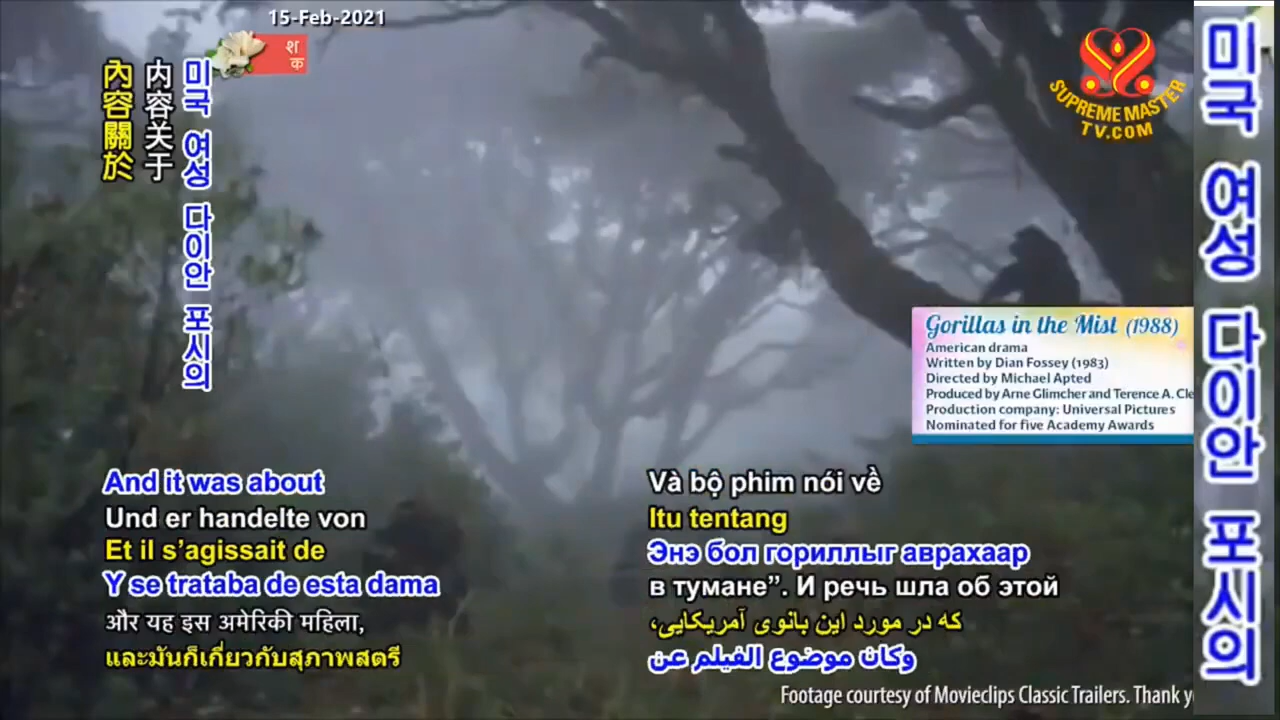 15-Feb-2021
श
क
內容關於
内容关于
미국 여성 다이안 포시의
SUPREME MASTER
TV.COM
미국 여성 다이안 포시의
Gorillas in the Mist (1988)
American drama
Written by Dian Fossey (1983)
Directed by Michael Apted
Produced by Arne Glimcher and Terence A. Cle
Production company: Universal Pictures
Nominated for five Academy Awards
And it was about
Und er handelte von
Et il s’agissait de
Y se trataba de esta dama
और यह इस अमेरिकी महिला,
และมันก็เกี่ยวกับสุภาพสตรี
Và bộ phim nói về
Itu tentang
Энэ бол гориллыг аврахаар
в тумане”. И речь шла об этой
که در مورد این بانوی آمریکایی،
وكان موضوع الفيلم عن
Footage courtesy of Movieclips Classic Trailers. Thank y